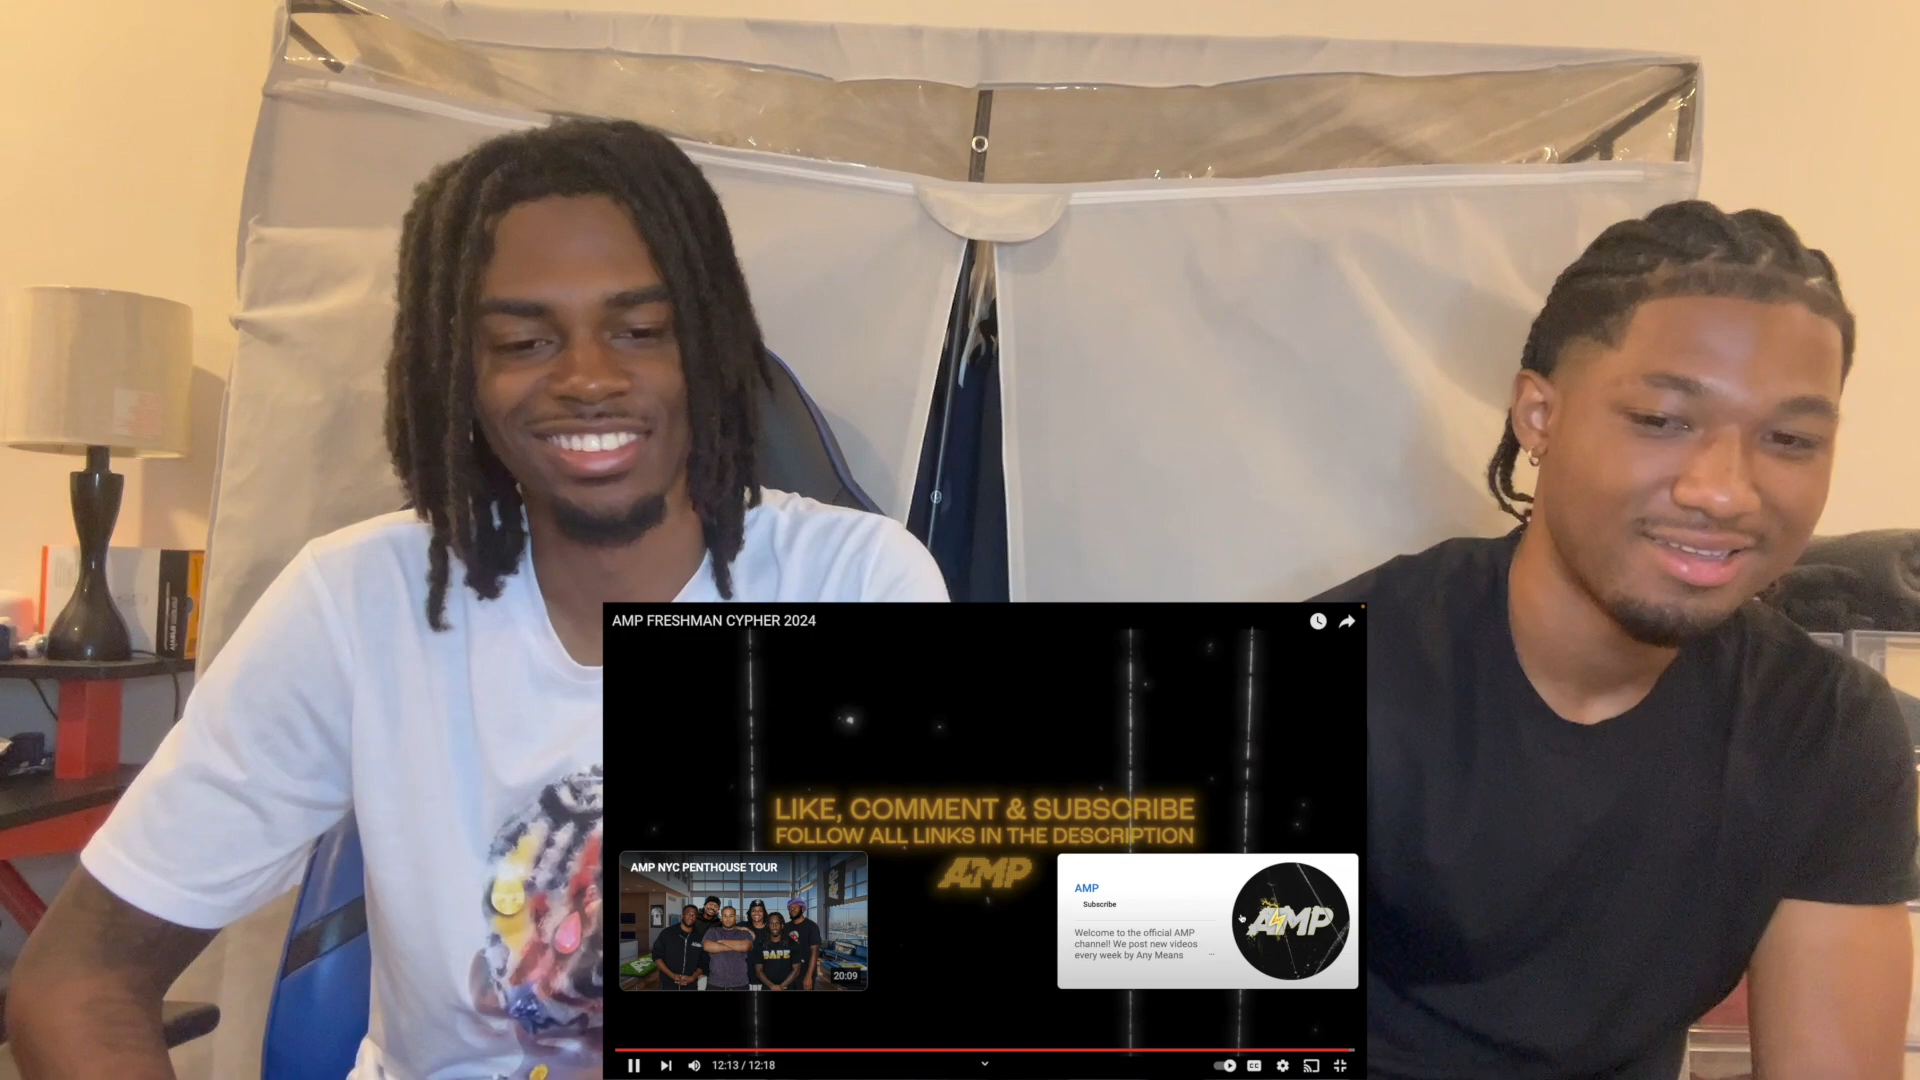 AMP FRESHMAN CYPHER 2024
LIKE, COMMENT & SUBSCRIBE
FOLLOW ALL LINKS IN THE DESCRIPTION
AMP
AMP NYC PENTHOUSE TOUR
BAPE
20:09
AMP
Subscribe
Welcome to the official AMP
channel! We post new videos
every week by Any Means
...
AMP
12:13 / 12:18
CC